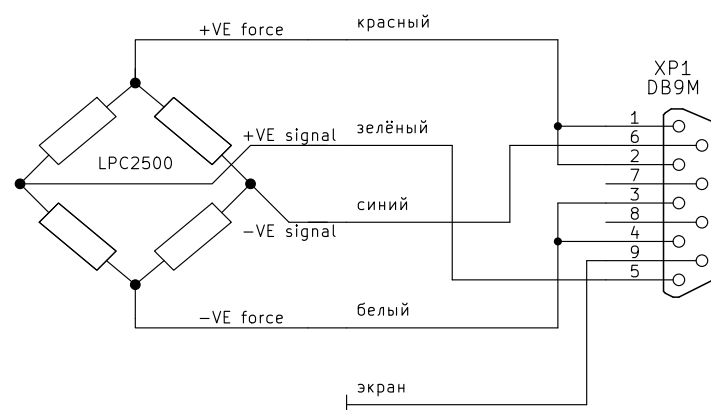 +VE force
красный
XP1
DB9M
+VE signal
зелёный
LPC2500
синий
−VE signal
−VE force
белый
экран
1
6
2
7
3
8
4
9
5